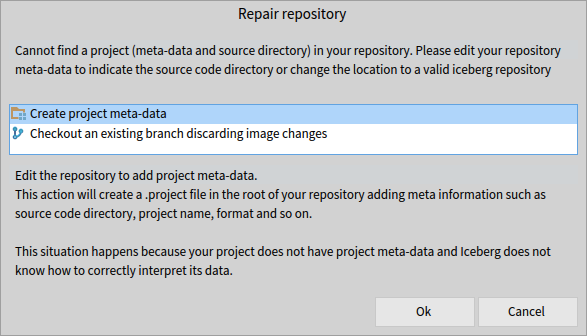 Repair repository
Cannot find a project (meta-data and source directory) in your repository. Please edit your repository
meta-data to indicate the source code directory or change the location to a valid iceberg repository
Create project meta-data
Checkout an existing branch discarding image changes
Edit the repository to add project meta-data.
This action will create a .project file in the root of your repository adding meta information such as
source code directory, project name, format and so on.
This situation happens because your project does not have project meta-data and Iceberg does not
know how to correctly interpret its data.
Ok
Cancel